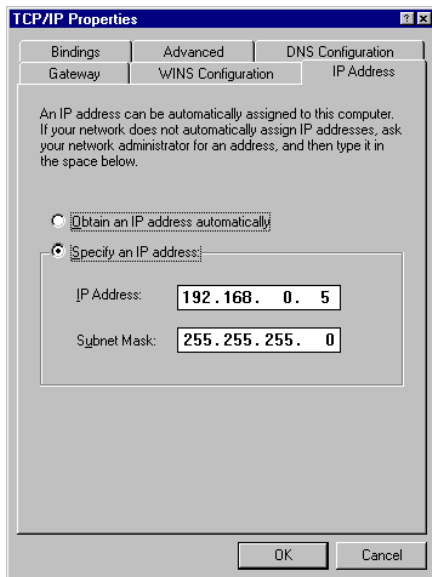 TCP/IP Properties
Bindings Advanced DNS Configuration
Gateway WINS Configuration IP Address
An IP address can be automatically assigned to this computer.
If your network does not automatically assign IP addresses, ask
your network administrator for an address, and then type it in
the space below.
Obtain an IP address automatically
Specify an IP address:
IP Address: 192.168. 0. 5
Subnet Mask: 255.255.255. 0
OK Cancel